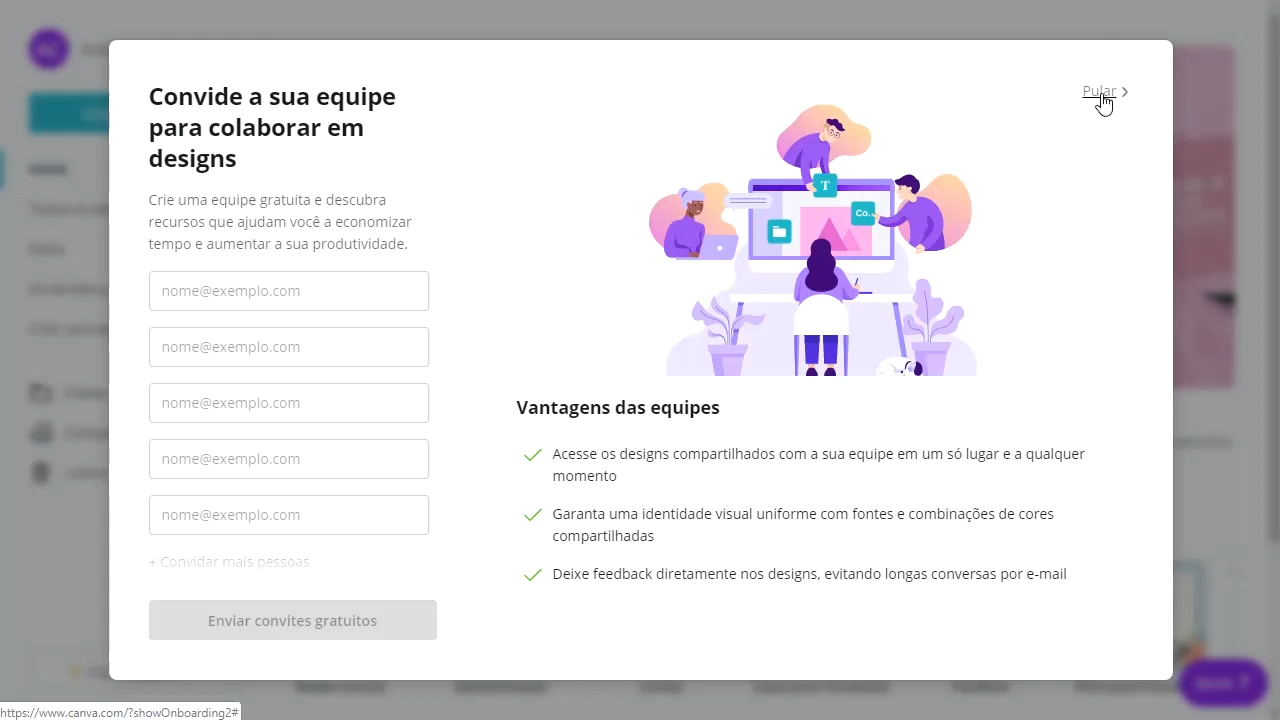 Convide a sua equipe
para colaborar em
designs
Crie uma equipe gratuita e descubra
recursos que ajudam você a economizar
tempo e aumentar a sua produtividade.
nome@exemplo.com
nome@exemplo.com
nome@exemplo.com
nome@exemplo.com
nome@exemplo.com
+ Convidar mais pessoas
Enviar convites gratuitos
Pular
T
Co.
Vantagens das equipes
Acesse os designs compartilhados com a sua equipe em um só lugar e a qualquer
momento
Garanta uma identidade visual uniforme com fontes e combinações de cores
compartilhadas
Deixe feedback diretamente nos designs, evitando longas conversas por e-mail
https://www.canva.com/?showOnboarding2#